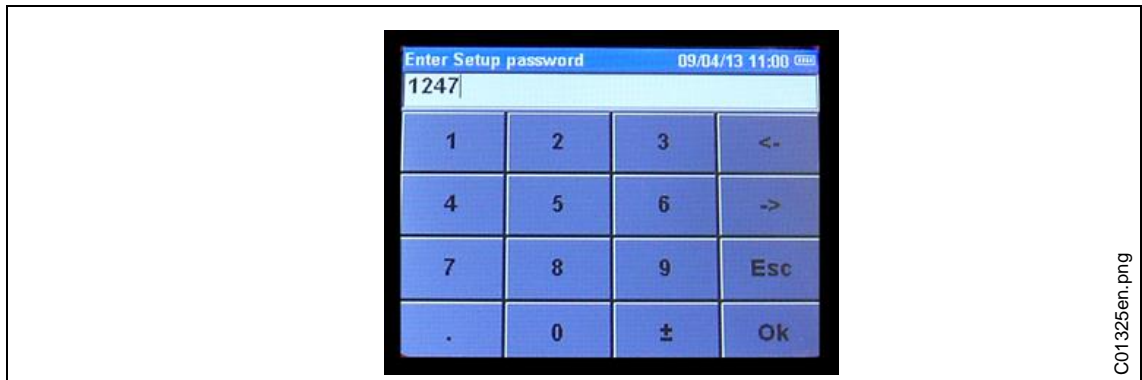 Enter Setup password 09/04/13 11:00
1247
1 2 3 <-
4 5 6 ->
7 8 9 Esc
. 0 ± Ok
C01325en.png